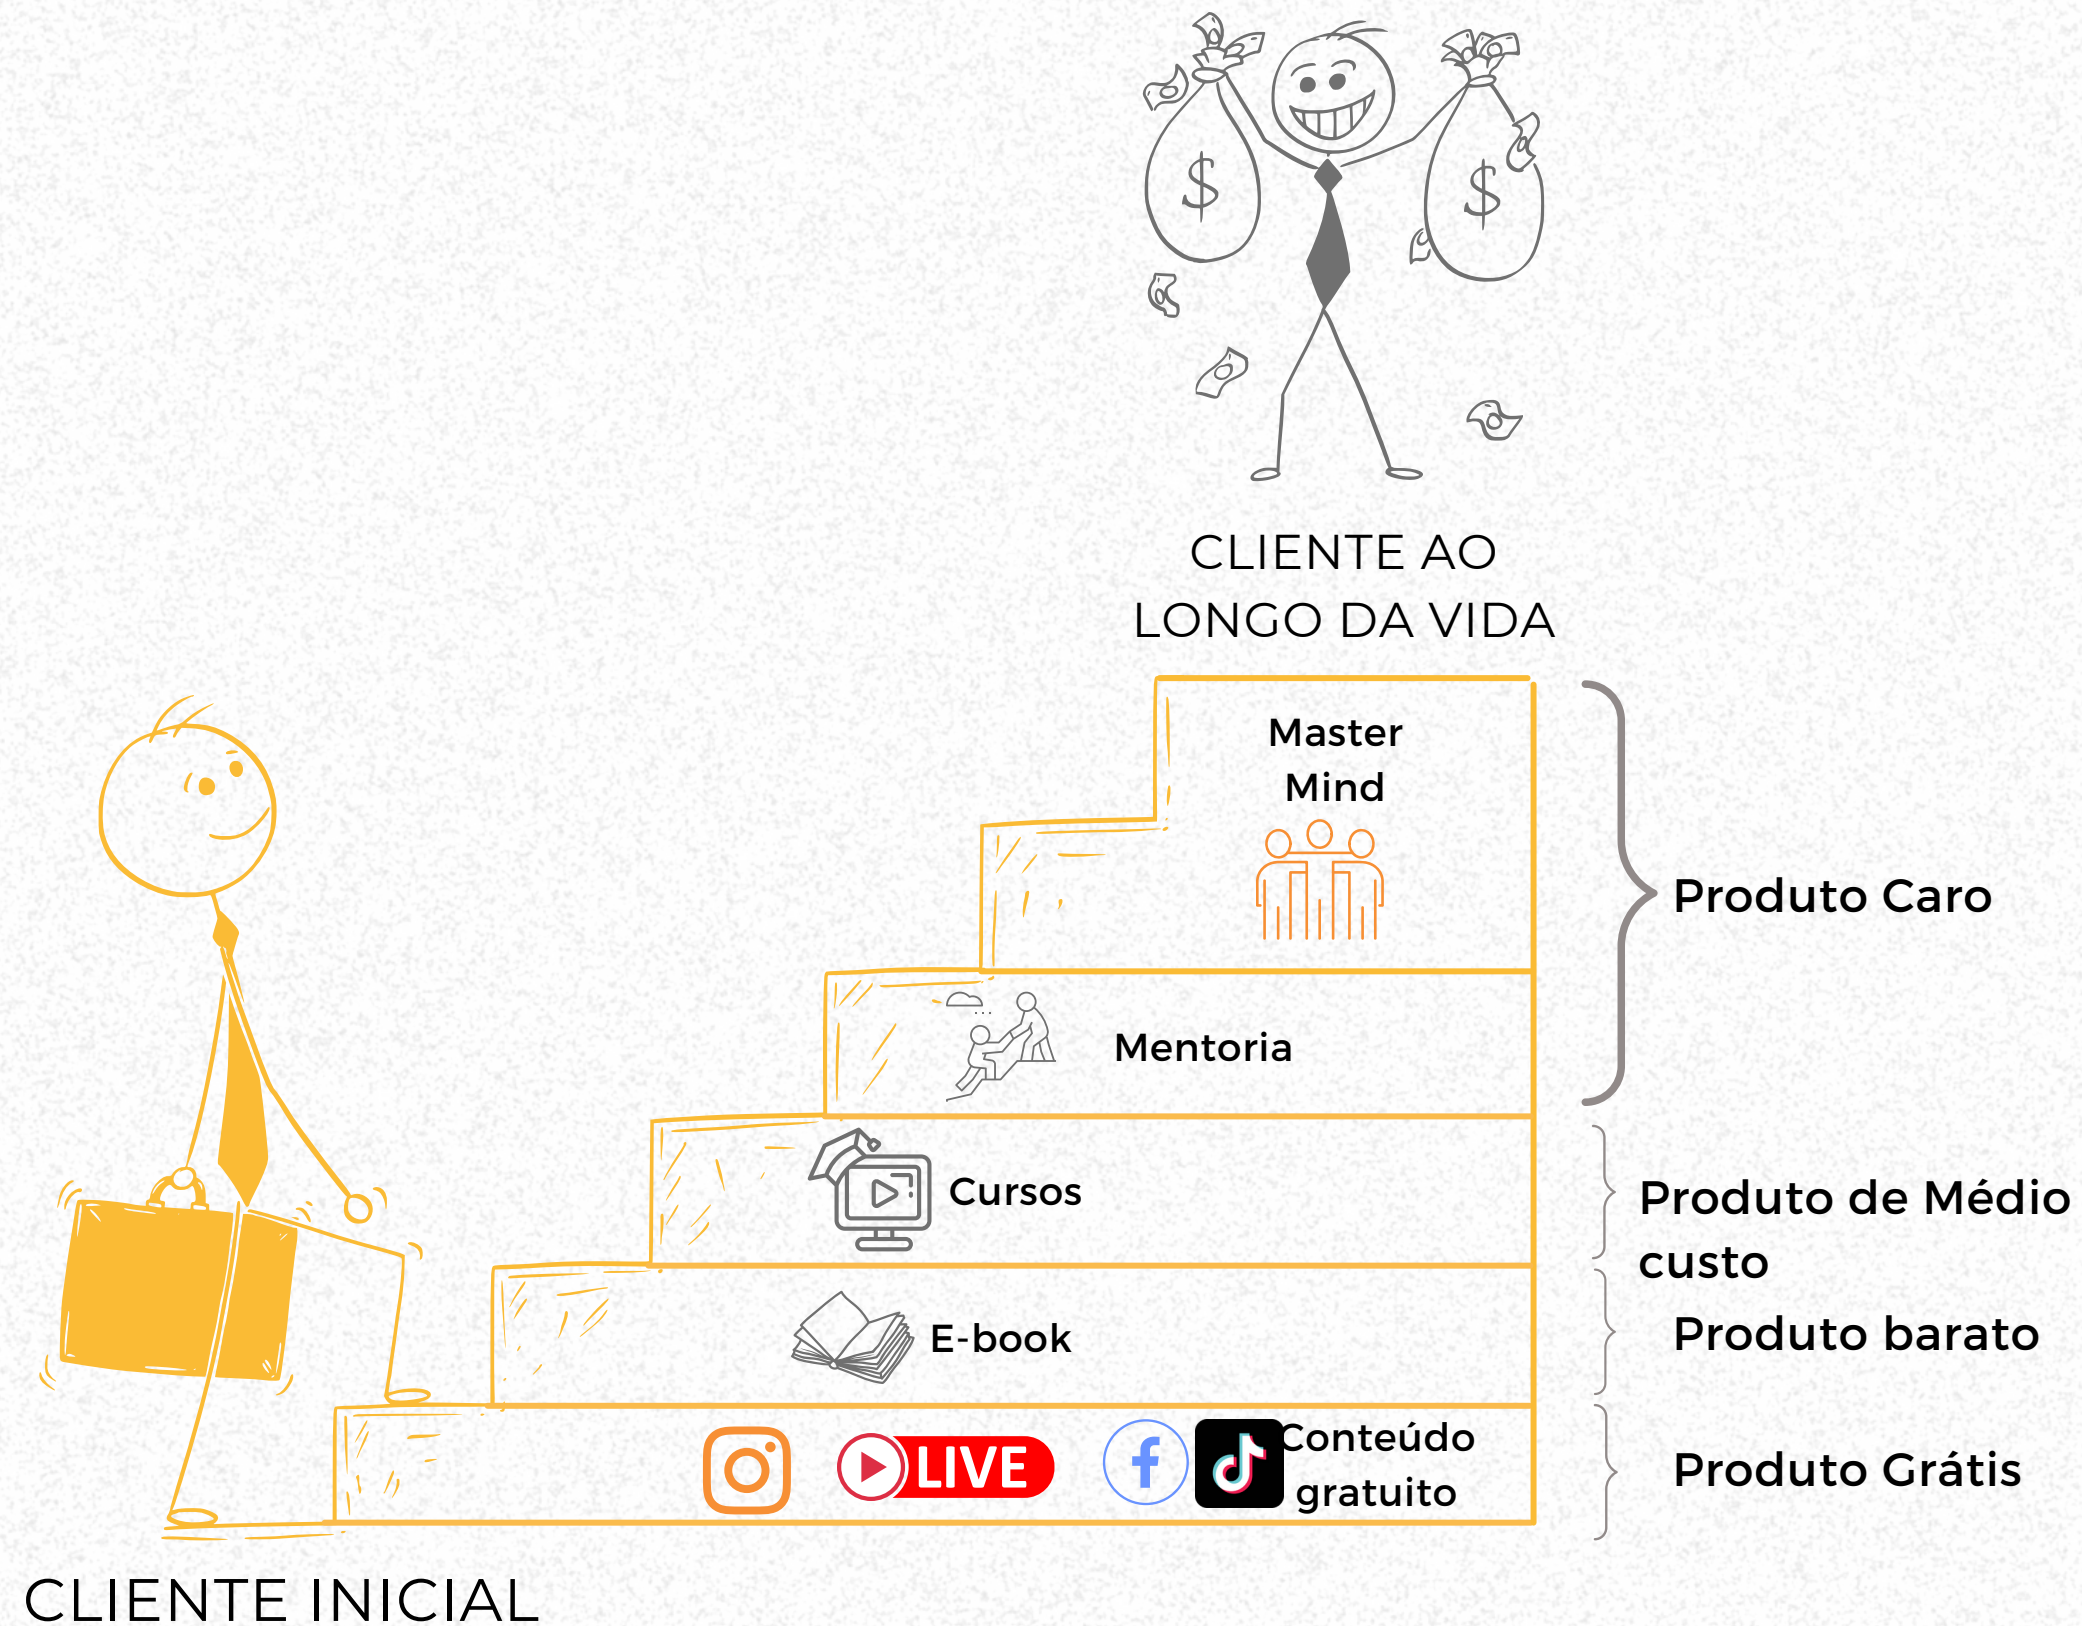 $
$
CLIENTE AO
LONGO DA VIDA
Master
Mind
Produto Caro
Mentoria
Cursos
Produto de Médio
custo
E-book
Produto barato
LIVE
Conteúdo
gratuito
Produto Grátis
CLIENTE INICIAL